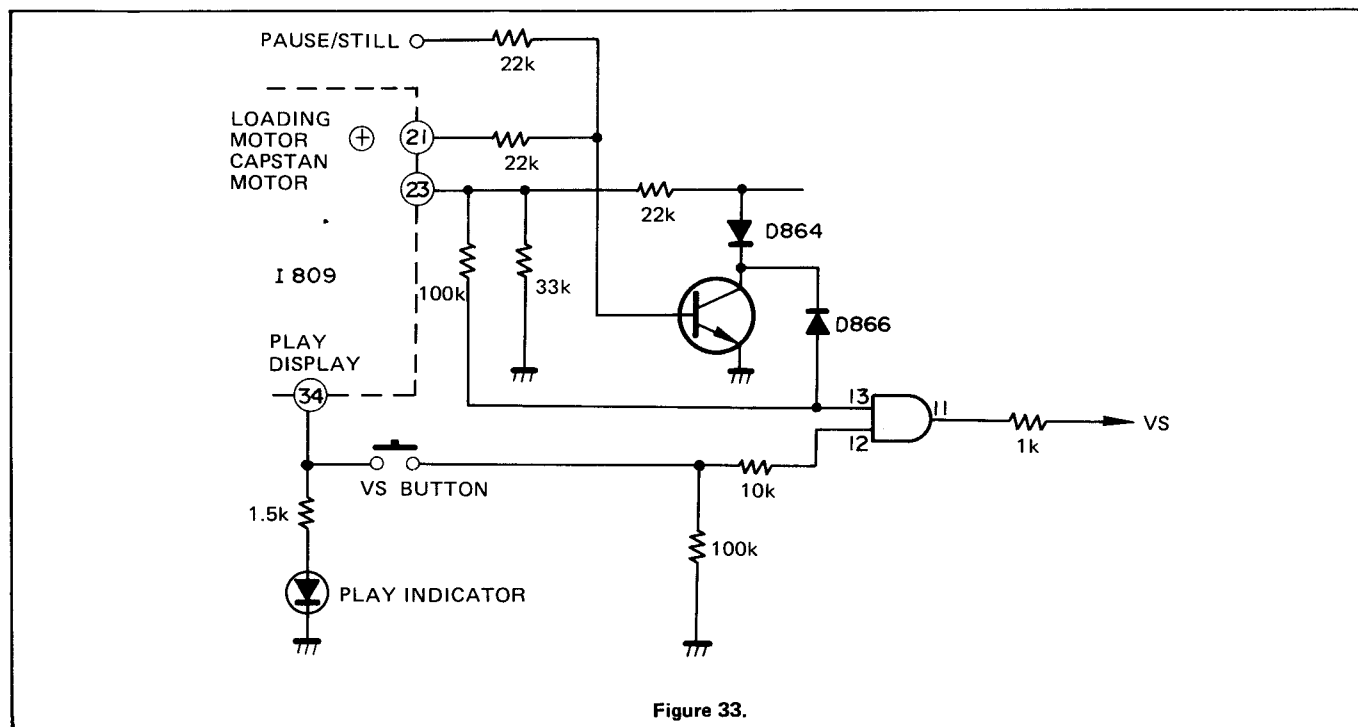 PAUSE/STILL
22k
LOADING
MOTOR +
CAPSTAN
MOTOR
21
22k
23
22k
D864
I 809
100k
33k
D866
PLAY
DISPLAY
34
13
11
12
VS
1k
VS BUTTON
10k
1.5k
100k
PLAY INDICATOR
Figure 33.